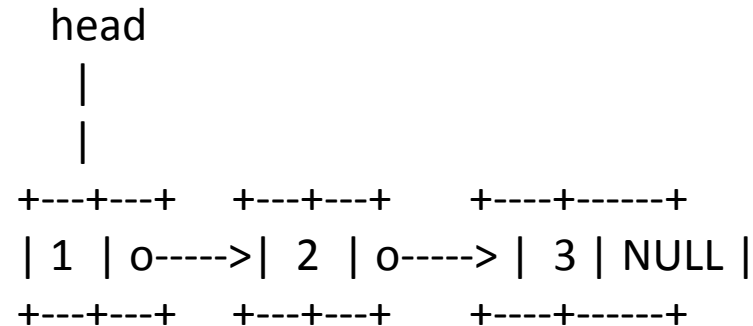 head
|
|
+---+---+ +---+---+ +----+------+
| 1 | o----->| 2 | o-----> | 3 | NULL |
+---+---+ +---+---+ +----+------+